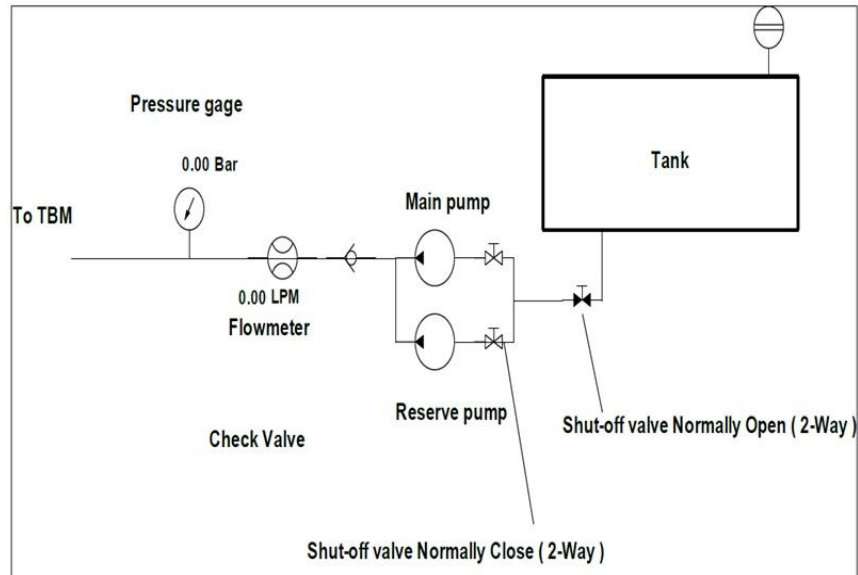 Pressure gage
0.00 Bar
Tank
To TBM
Main pump
0.00 LPM
Flowmeter
Reserve pump
Shut-off valve Normally Open ( 2-Way )
Check Valve
Shut-off valve Normally Close ( 2-Way )